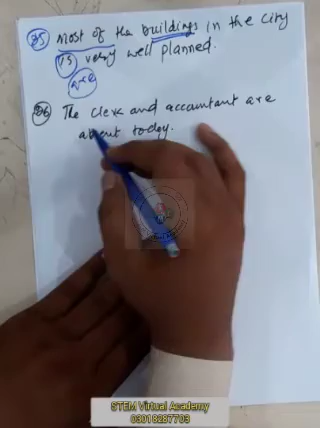 85 Most of the buildings in the city
is very well planned.
are
86 The clerk and accountant are
absent today.
STEM Virtual Academy
03018287703